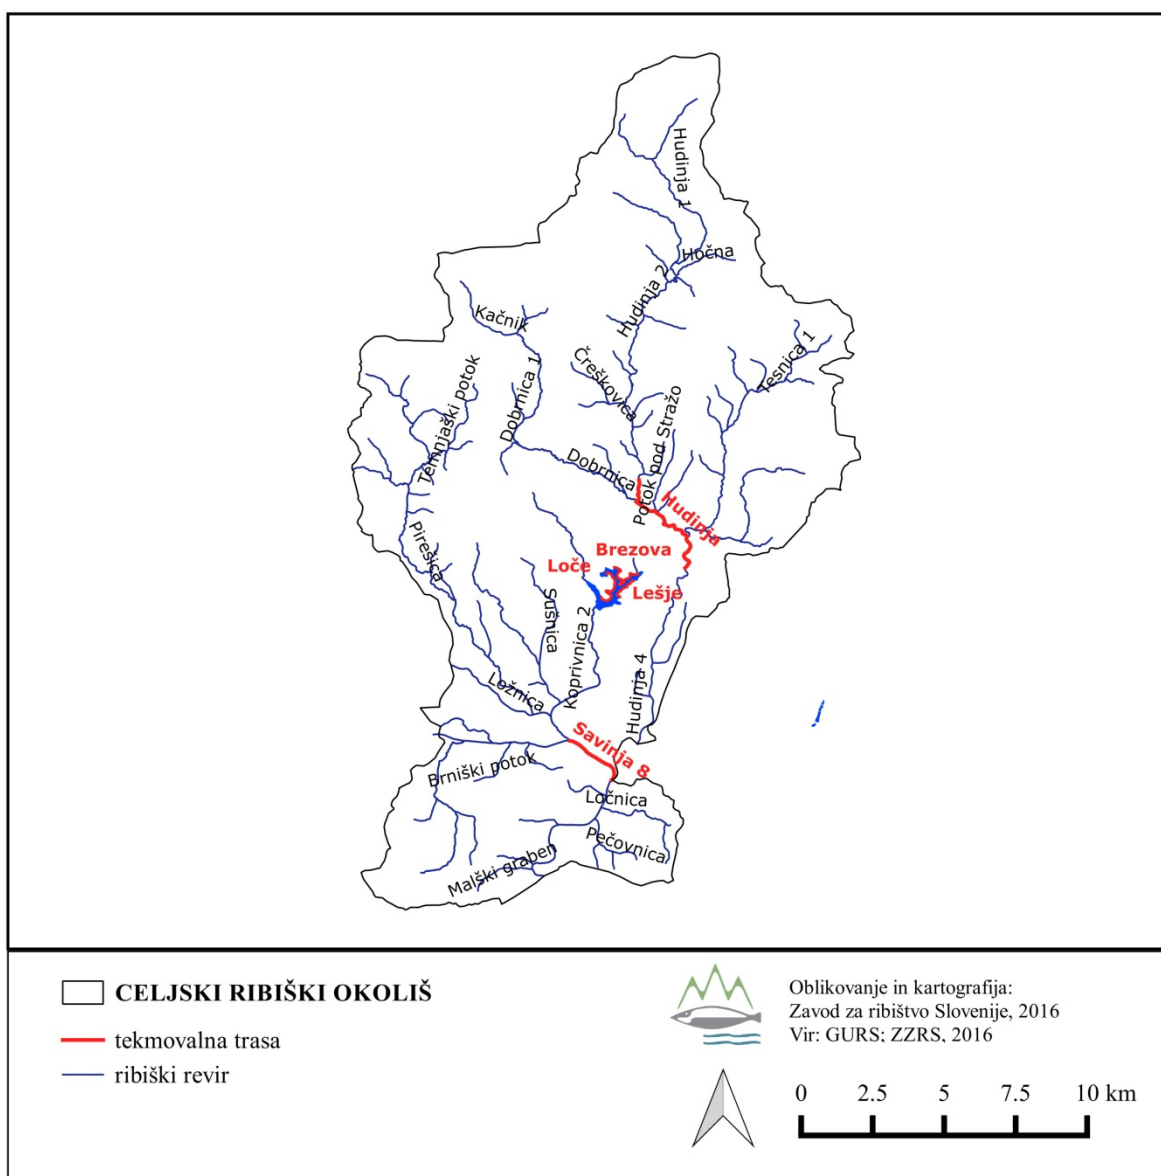 Hudinja 1
Hočna
Hudinja 2
Kačnik
Tesnica 1
Čreškovica
Temnjaški potok
Dobrnica 1
Potok pod Stražo
Dobrnica
Hudinja
Pirešica
Brezova
Loče
Lešje
Sušnica
Koprivnica 2
Hudinja 4
Ložnica
Savinja 8
Brniški potok
Ločnica
Pečovnica
Malški graben
CELJSKI RIBIŠKI OKOLIŠ
tekmovalna trasa
ribiški revir
Oblikovanje in kartografija:
Zavod za ribištvo Slovenije, 2016
Vir: GURS; ZZRS, 2016
0 2.5 5 7.5 10 km